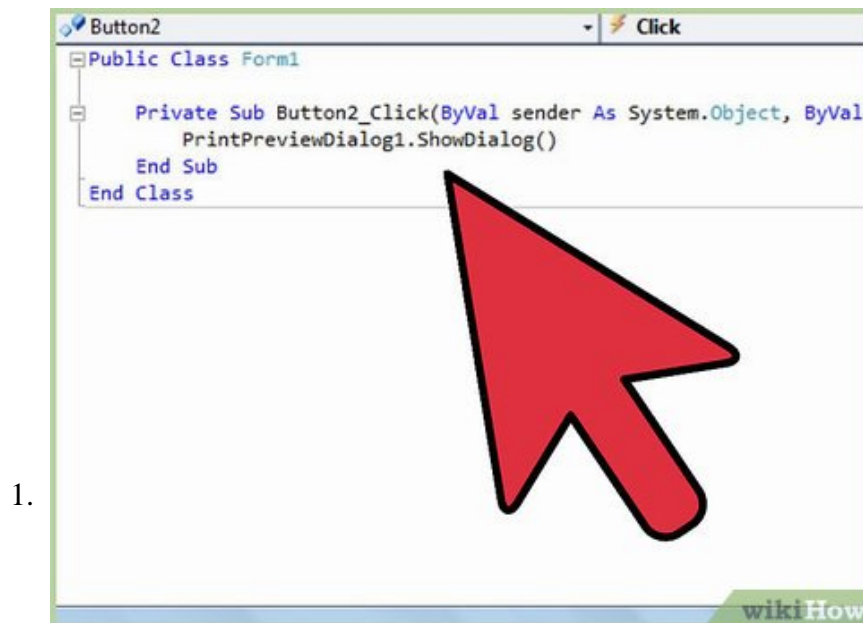 Button2 Click
Public Class Form1
Private Sub Button2_Click(ByVal sender As System.Object, ByVal
PrintPreviewDialog1.ShowDialog()
End Sub
End Class
1.
wikiHow